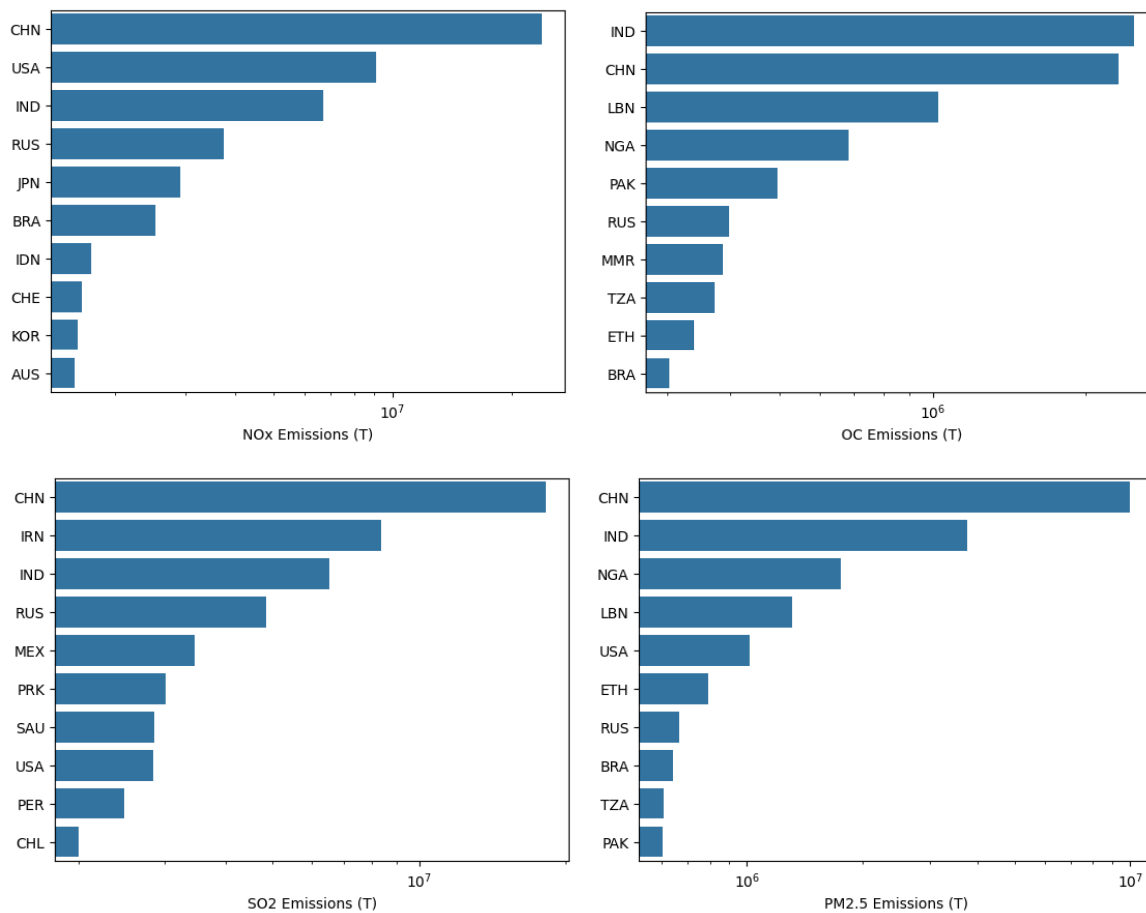 CHN
USA
IND
RUS
JPN
BRA
IDN
CHE
KOR
AUS
10⁷
NOx Emissions (T)
IND
CHN
LBN
NGA
PAK
RUS
MMR
TZA
ETH
BRA
10⁶
OC Emissions (T)
CHN
IRN
IND
RUS
MEX
PRK
SAU
USA
PER
CHL
10⁷
SO2 Emissions (T)
CHN
IND
NGA
LBN
USA
ETH
RUS
BRA
TZA
PAK
10⁶ 10⁷
PM2.5 Emissions (T)